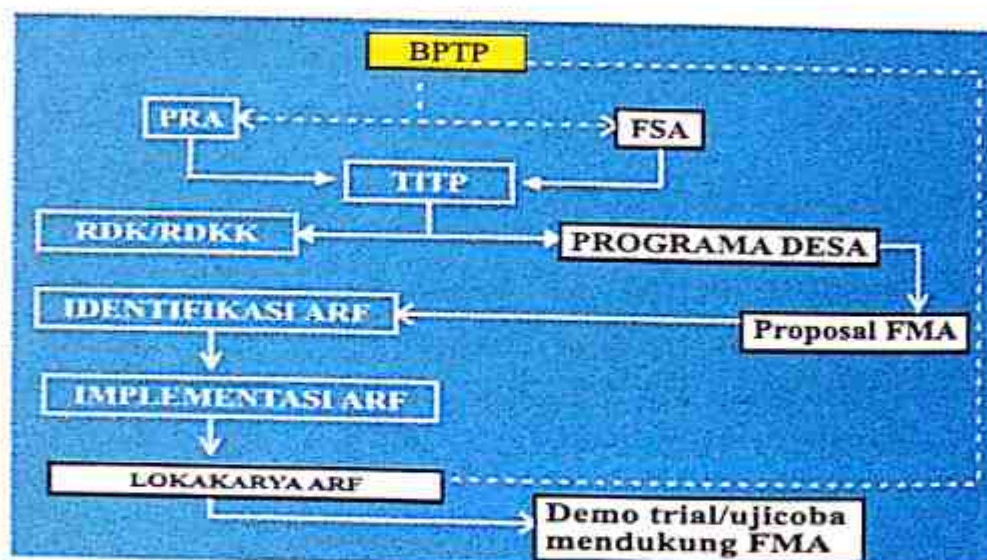 BPTP
PRA
FSA
TITP
RDK/RDKK
PROGRAMA DESA
IDENTIFIKASI ARF
Proposal FMA
IMPLEMENTASI ARF
LOKAKARYA ARF
Demo trial/ujicoba
mendukung FMA